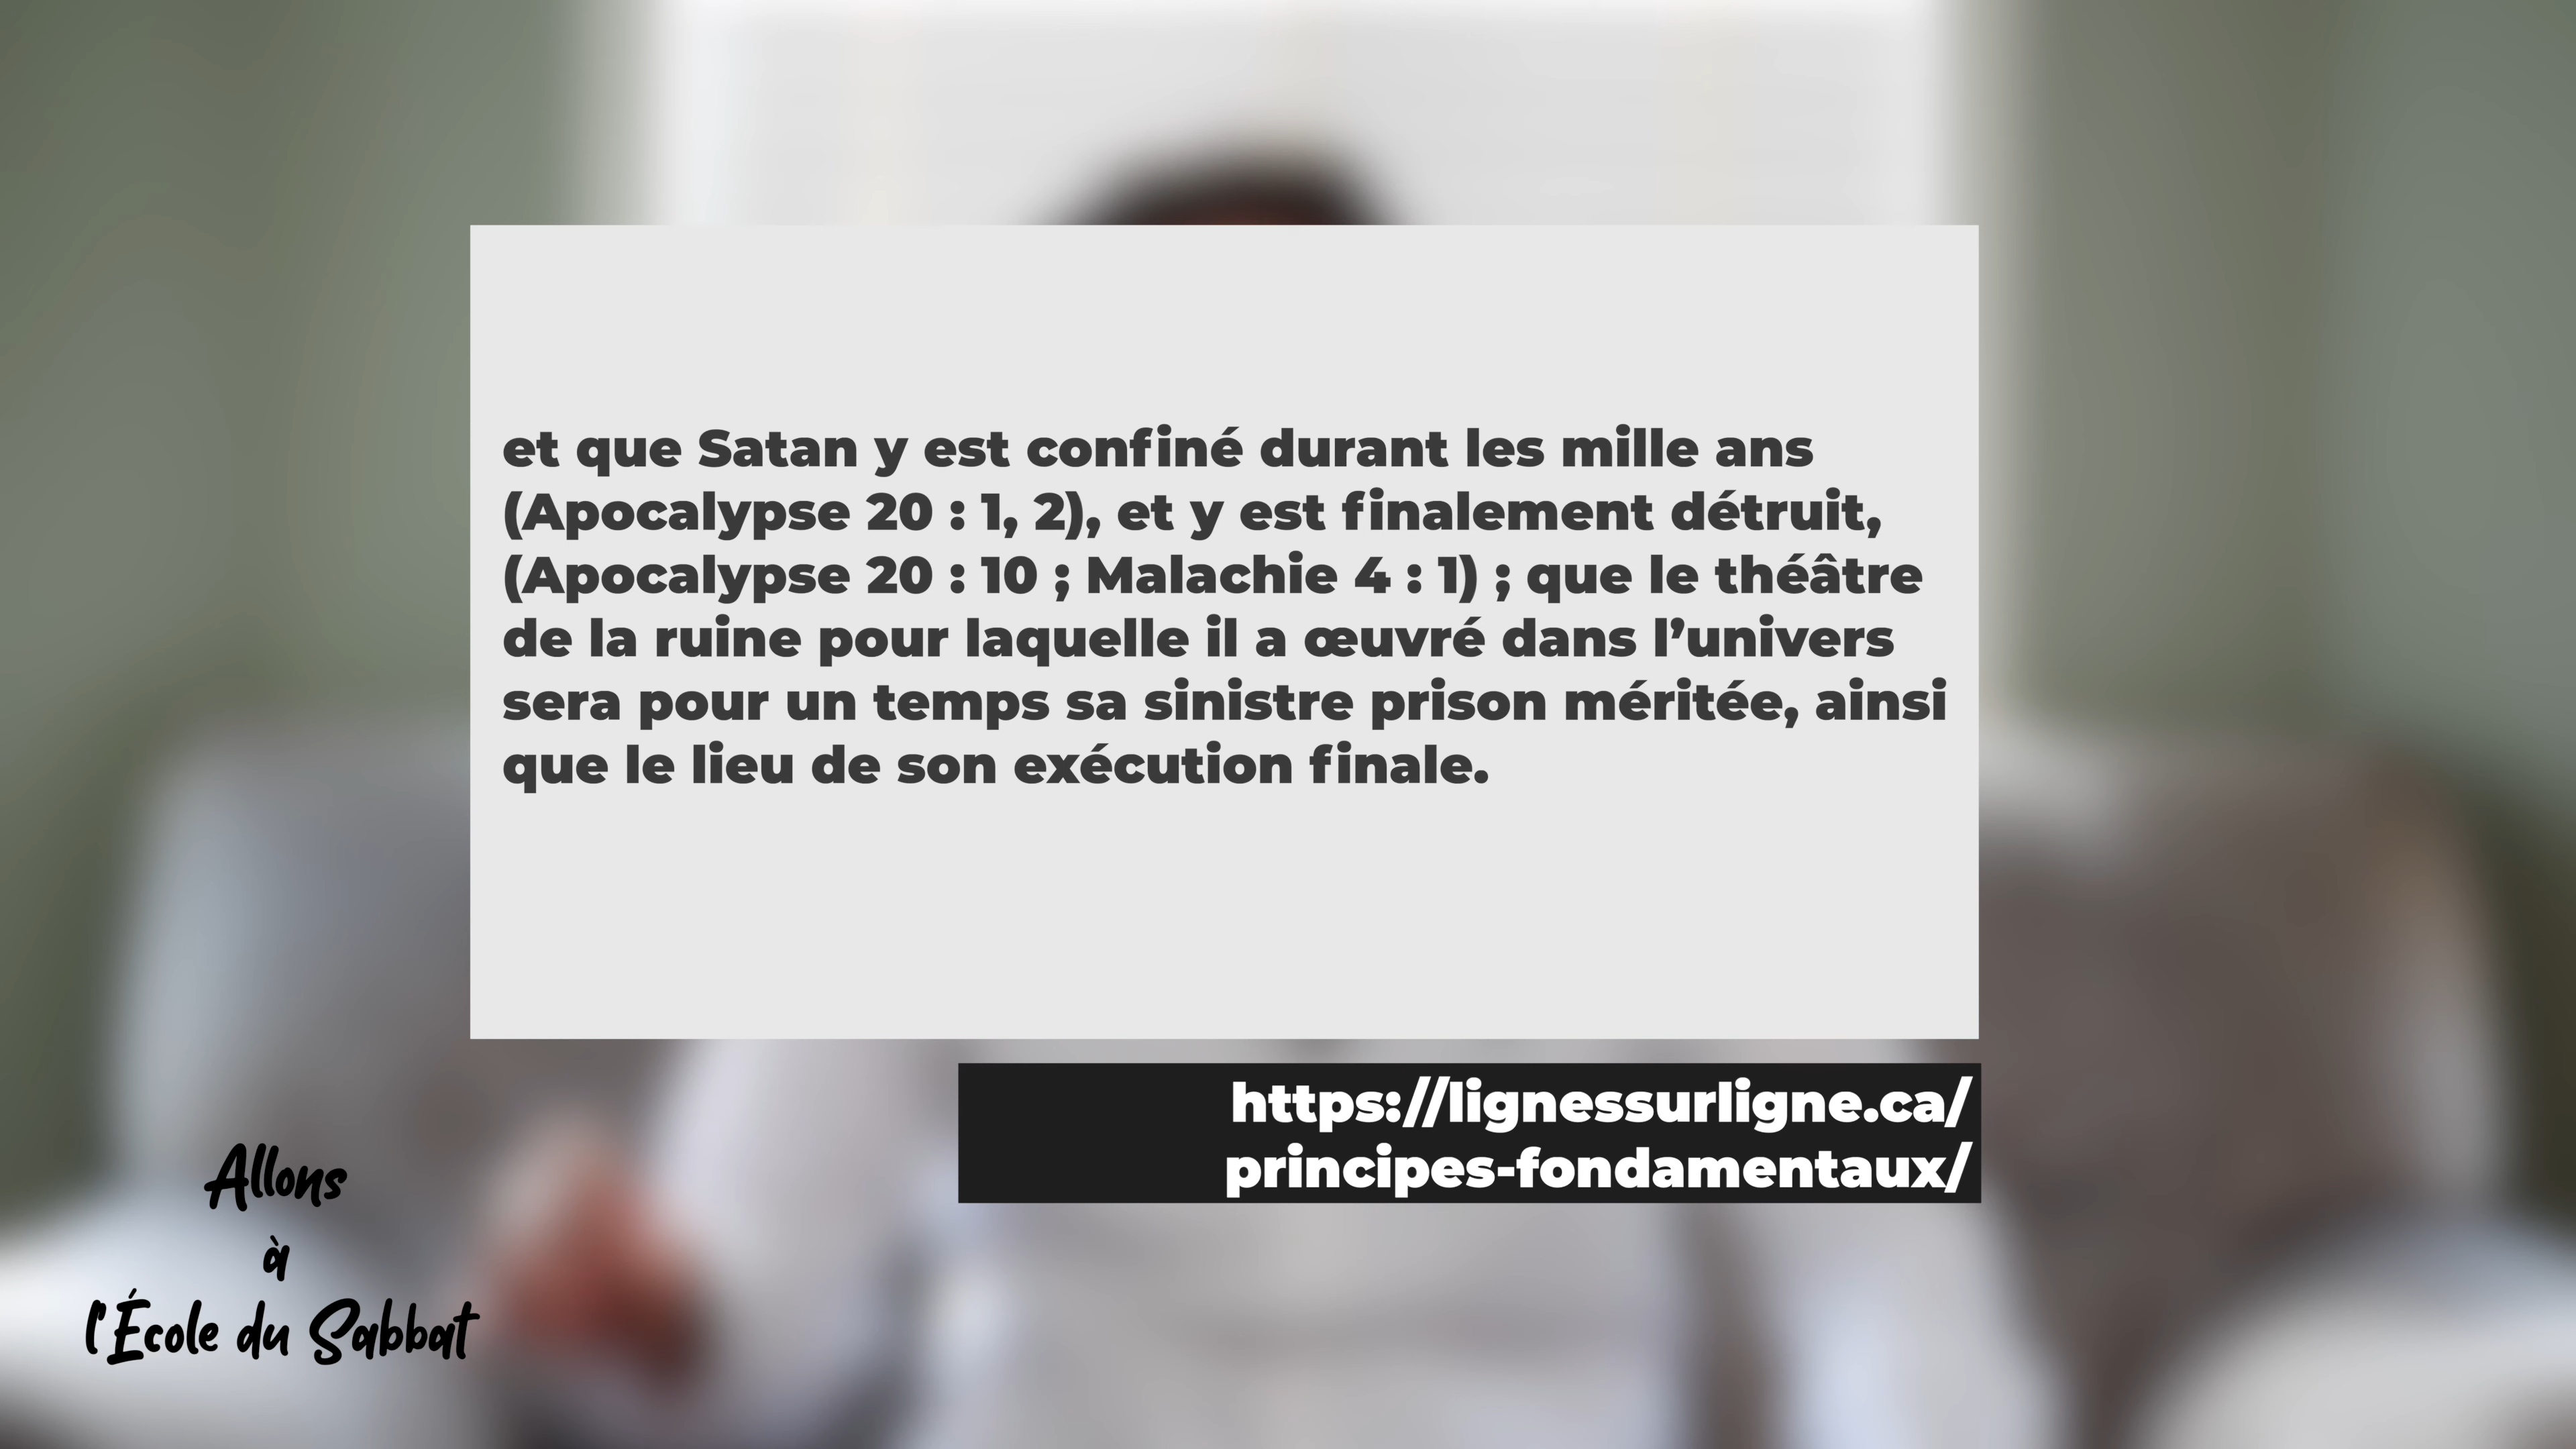 et que Satan y est confiné durant les mille ans
(Apocalypse 20 : 1, 2), et y est finalement détruit,
(Apocalypse 20 : 10 ; Malachie 4 : 1) ; que le théâtre
de la ruine pour laquelle il a œuvré dans l’univers
sera pour un temps sa sinistre prison méritée, ainsi
que le lieu de son exécution finale.
https://lignessurligne.ca/
principes-fondamentaux/
Allons
à
l'École du Sabbat